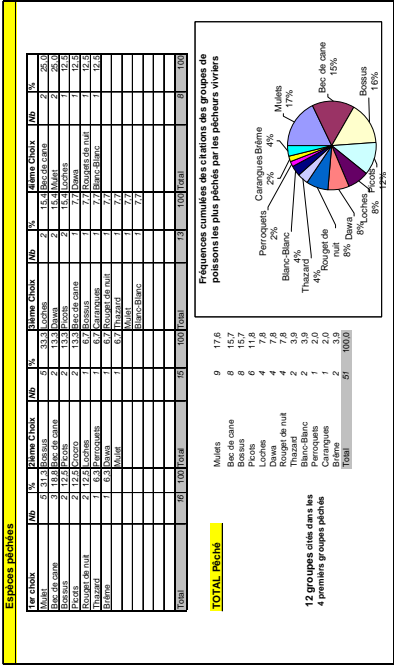 Espèces pêchées
1er choix Nb % 2ième Choix Nb % 3ième Choix Nb % 4ième Choix Nb %
Mulet 5 31,3 Bossus 5 33,3 Loches 2 15,4 Bec de cane 2 25,0
Bec de cane 3 18,8 Bec de cane 2 13,3 Dawa 2 15,4 Mulet 2 25,0
Bossus 2 12,5 Picots 2 13,3 Picots 2 15,4 Loches 1 12,5
Picots 2 12,5 Crocro 2 13,3 Bec de cane 1 7,7 Dawa 1 12,5
Rouget de nuit 2 12,5 Loches 1 6,7 Bossus 1 7,7 Rougets de nuit 1 12,5
Thazard 1 6,3 Perroquets 1 6,7 Carangues 1 7,7 Blanc-Blanc 1 12,5
Brême 1 6,3 Dawa 1 6,7 Rouget de nuit 1 7,7
Mulet 1 6,7 Thazard 1 7,7
Mulet 7,7
Blanc-Blanc 7,7
Total 16 100 Total 15 100 Total 13 100 Total 8 100
TOTAL Pêché
Mulets 9 17,6
Bec de cane 8 15,7
Bossus 8 15,7
Picots 6 11,8
Loches 4 7,8
Dawa 4 7,8
Rouget de nuit 4 7,8
Thazard 2 3,9
Blanc-Blanc 2 3,9
Perroquets 1 2,0
Carangues 1 2,0
Brême 2 3,9
Total 51 100,0
12 groupes cités dans les
4 premièrs groupes pêchés
Fréquences cumulées des citations des groupes de
poissons les plus péchés par les pêcheurs vivriers
Mulets
17%
Bec de cane
15%
Bossus
16%
Picots
12%
Loches
8%
Dawa
8%
Rouget de
nuit
8%
Thazard
4%
Blanc-Blanc
4%
Perroquets
2%
Carangues
2%
Brême
4%